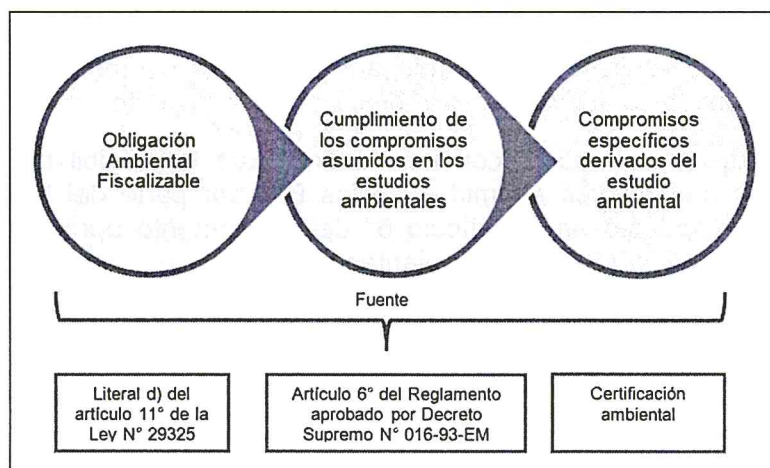 Obligación
Ambiental
Fiscalizable
Cumplimiento de
los compromisos
asumidos en los
estudios
ambientales
Compromisos
específicos
derivados del
estudio
ambiental
Fuente
Literal d) del
artículo 11° de la
Ley N° 29325
Artículo 6° del Reglamento
aprobado por Decreto
Supremo N° 016-93-EM
Certificación
ambiental